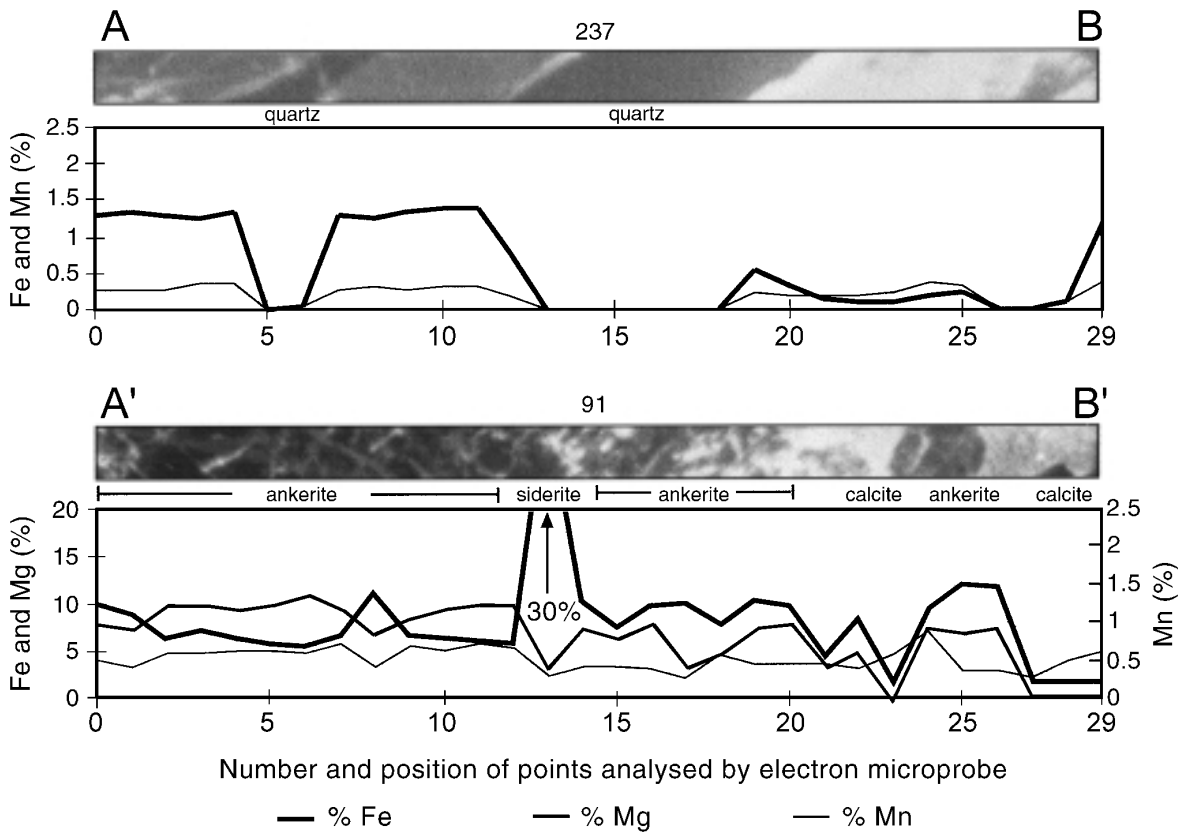 A 237 B
quartz quartz
Fe and Mn (%)
2.5
2
1.5
1
0.5
0
0 5 10 15 20 25 29
A' 91 B'
ankerite siderite ankerite calcite ankerite calcite
Fe and Mg (%)
20
15
10
5
0
30%
2.5
2
1.5
1
0.5
0
Mn (%)
0 5 10 15 20 25 29
Number and position of points analysed by electron microprobe
% Fe % Mg % Mn